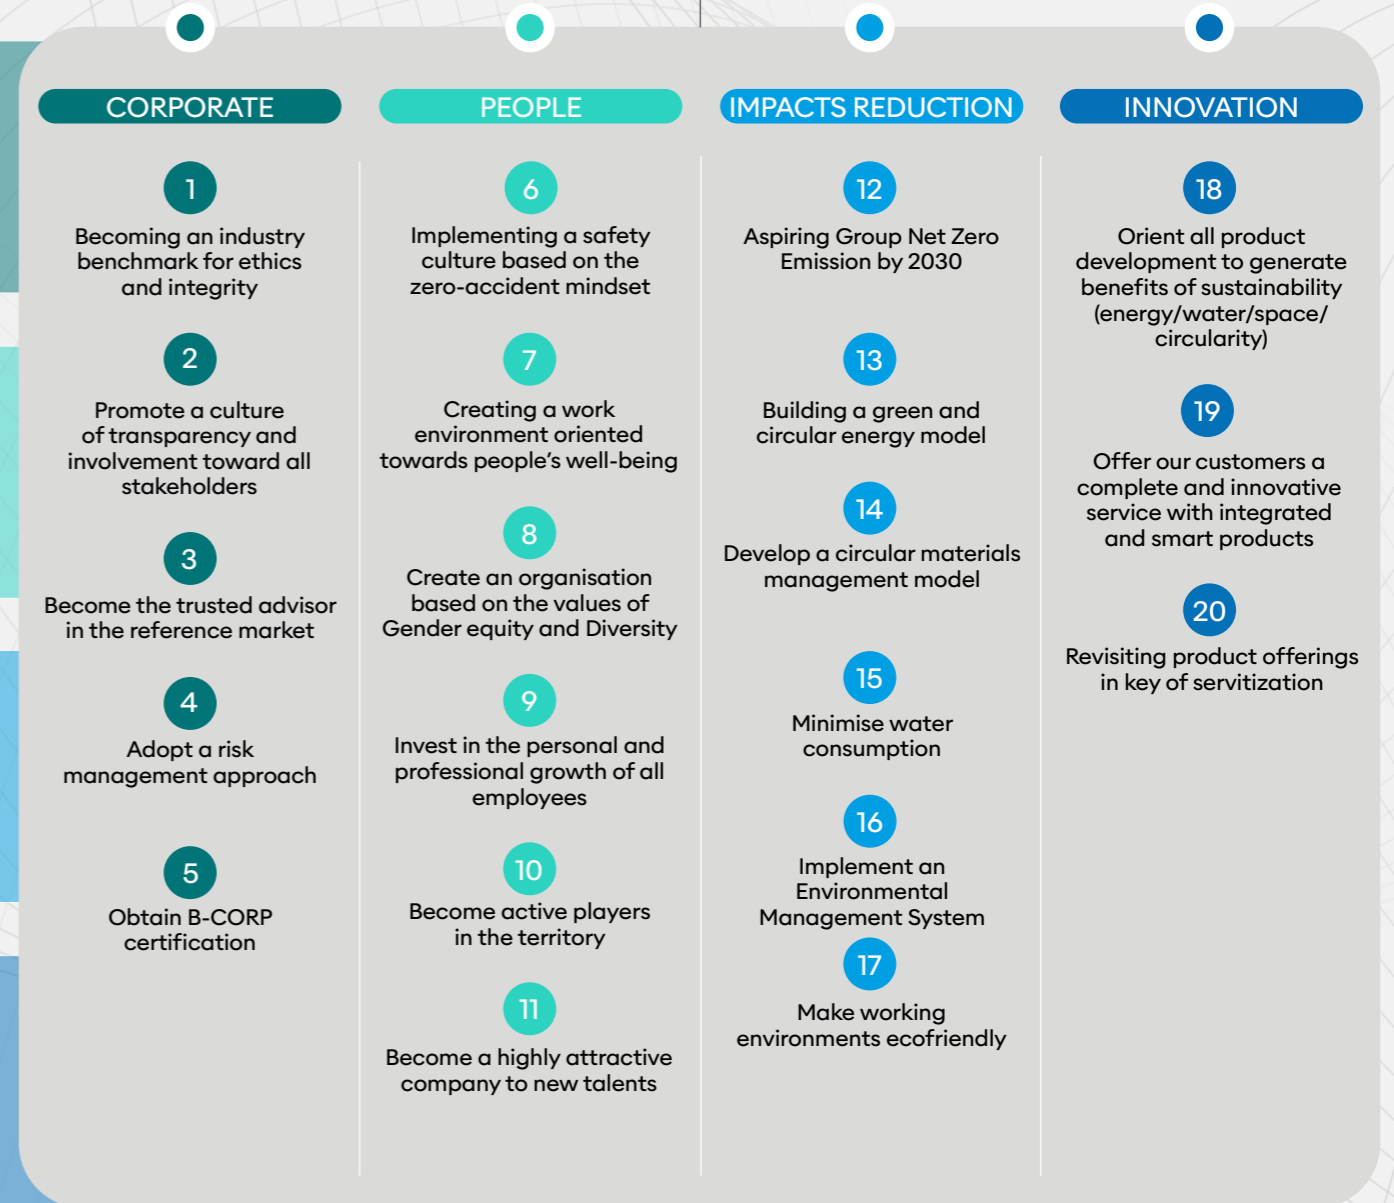 CORPORATE
1
Becoming an industry
benchmark for ethics
and integrity
2
Promote a culture
of transparency and
involvement toward all
stakeholders
3
Become the trusted advisor
in the reference market
4
Adopt a risk
management approach
5
Obtain B-CORP
certification
PEOPLE
6
Implementing a safety
culture based on the
zero-accident mindset
7
Creating a work
environment oriented
towards people's well-being
8
Create an organisation
based on the values of
Gender equity and Diversity
9
Invest in the personal and
professional growth of all
employees
10
Become active players
in the territory
11
Become a highly attractive
company to new talents
IMPACTS REDUCTION
12
Aspiring Group Net Zero
Emission by 2030
13
Building a green and
circular energy model
14
Develop a circular materials
management model
15
Minimise water
consumption
16
Implement an
Environmental
Management System
17
Make working
environments ecofriendly
INNOVATION
18
Orient all product
development to generate
benefits of sustainability
(energy/water/space/
circularity)
19
Offer our customers a
complete and innovative
service with integrated
and smart products
20
Revisiting product offerings
in key of servitization